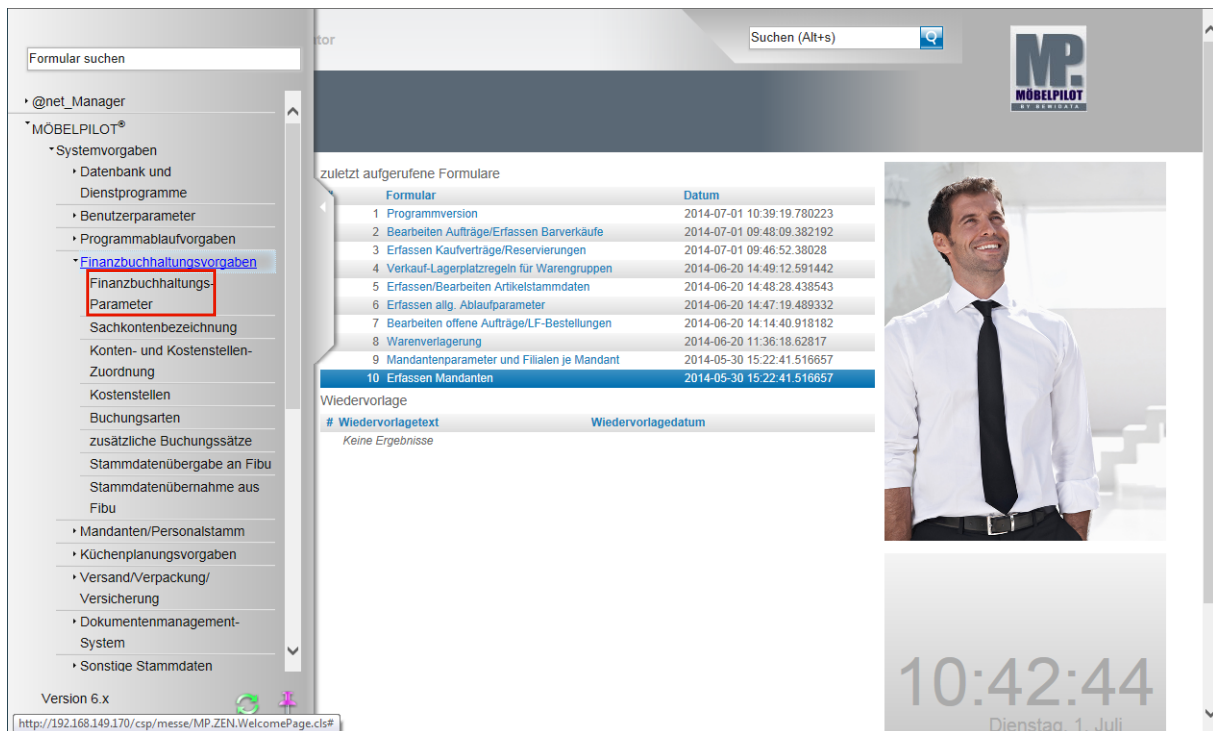 utor
Suchen (Alt+s)
MP.
MÖBELPILOT
BY BEMIDATA
Formular suchen
@net_Manager
MÖBELPILOT®
Systemvorgaben
Datenbank und
Dienstprogramme
Benutzerparameter
Programmablaufvorgaben
Finanzbuchhaltungsvorgaben
Finanzbuchhaltungs-
Parameter
Sachkontenbezeichnung
Konten- und Kostenstellen-
Zuordnung
Kostenstellen
Buchungsarten
zusätzliche Buchungssätze
Stammdatenübergabe an Fibu
Stammdatenübernahme aus
Fibu
Mandanten/Personalstamm
Küchenplanungsvorgaben
Versand/Verpackung/
Versicherung
Dokumentenmanagement-
System
Sonstige Stammdaten
Version 6.x
http://192.168.149.170/csp/messe/MP.ZEN.WelcomePage.cls#
zuletzt aufgerufene Formulare
Formular Datum
1 Programmversion 2014-07-01 10:39:19.780223
2 Bearbeiten Aufträge/Erfassen Barverkäufe 2014-07-01 09:48:09.382192
3 Erfassen Kaufverträge/Reservierungen 2014-07-01 09:46:52.38028
4 Verkauf-Lagerplatzregeln für Warengruppen 2014-06-20 14:49:12.591442
5 Erfassen/Bearbeiten Artikelstammdaten 2014-06-20 14:48:28.438543
6 Erfassen allg. Ablaufparameter 2014-06-20 14:47:19.489332
7 Bearbeiten offene Aufträge/LF-Bestellungen 2014-06-20 14:14:40.918182
8 Warenverlagerung 2014-06-20 11:36:18.62817
9 Mandantenparameter und Filialen je Mandant 2014-05-30 15:22:41.516657
10 Erfassen Mandanten 2014-05-30 15:22:41.516657
Wiedervorlage
# Wiedervorlagetext Wiedervorlagedatum
Keine Ergebnisse
10:42:44
Dienstag, 1. Juli